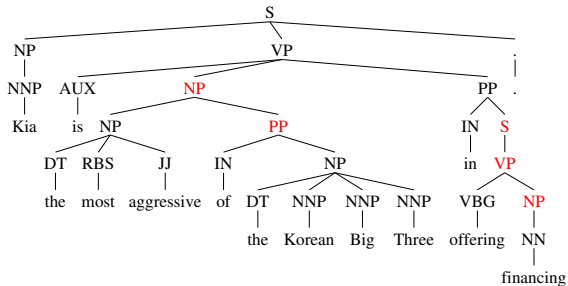 S
NP VP .
NNP AUX NP PP .
Kia is NP PP IN S
DT RBS JJ IN NP in VP
the most aggressive of DT NNP NNP NNP VBG NP
the Korean Big Three offering NN
financing